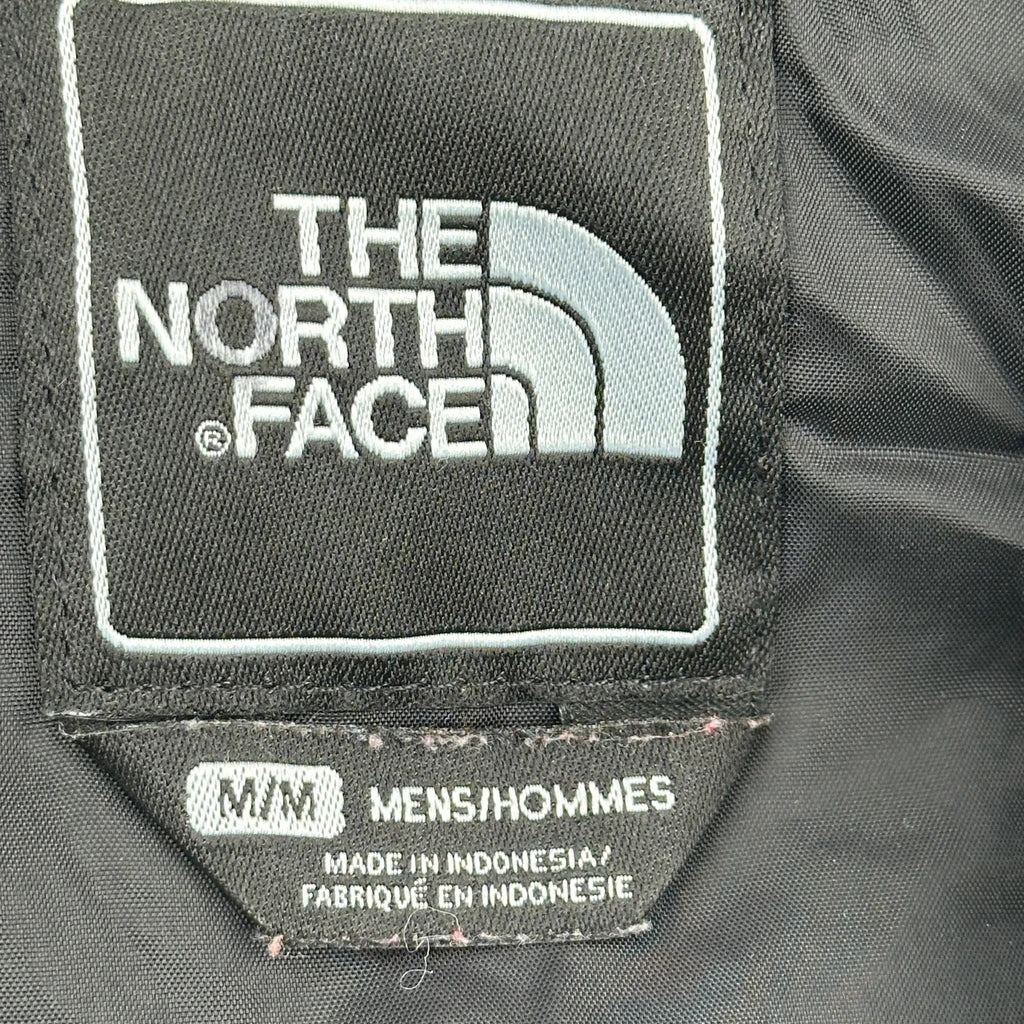 THE
NORTH
®FACE
M/M MENS/HOMMES
MADE IN INDONESIA/
FABRIQUÉ EN INDONESIE